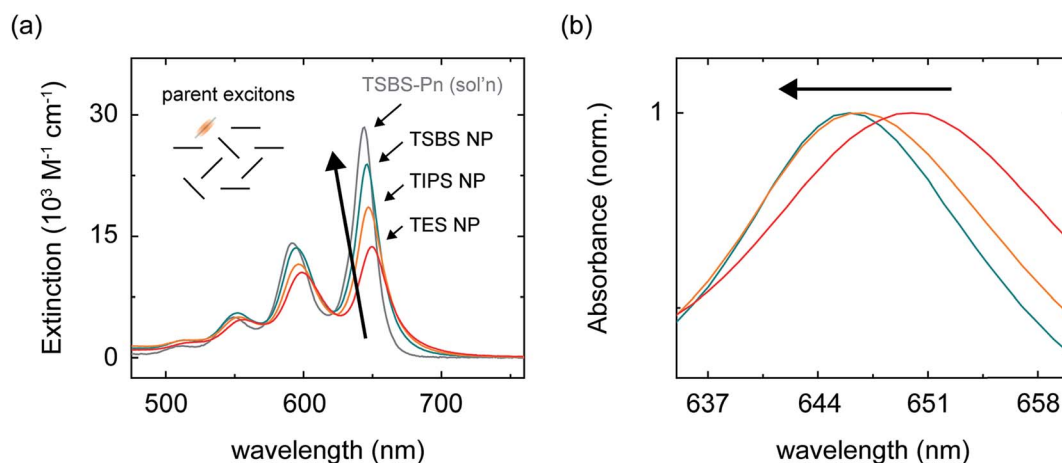 (a)
parent excitons
TSBS-Pn (sol'n)
TSBS NP
TIPS NP
TES NP
30
15
0
Extinction (10³ M⁻¹ cm⁻¹)
500
600
700
wavelength (nm)
(b)
1
Absorbance (norm.)
637
644
651
658
wavelength (nm)